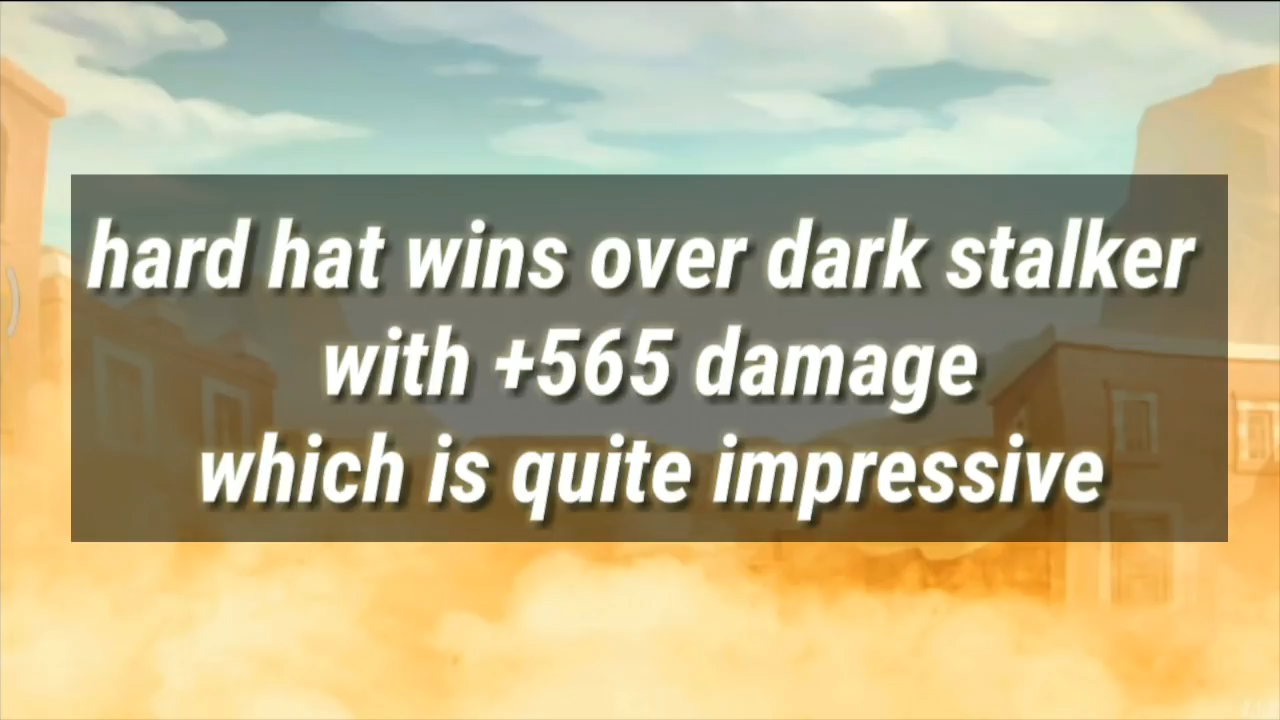 hard hat wins over dark stalker
with +565 damage
which is quite impressive